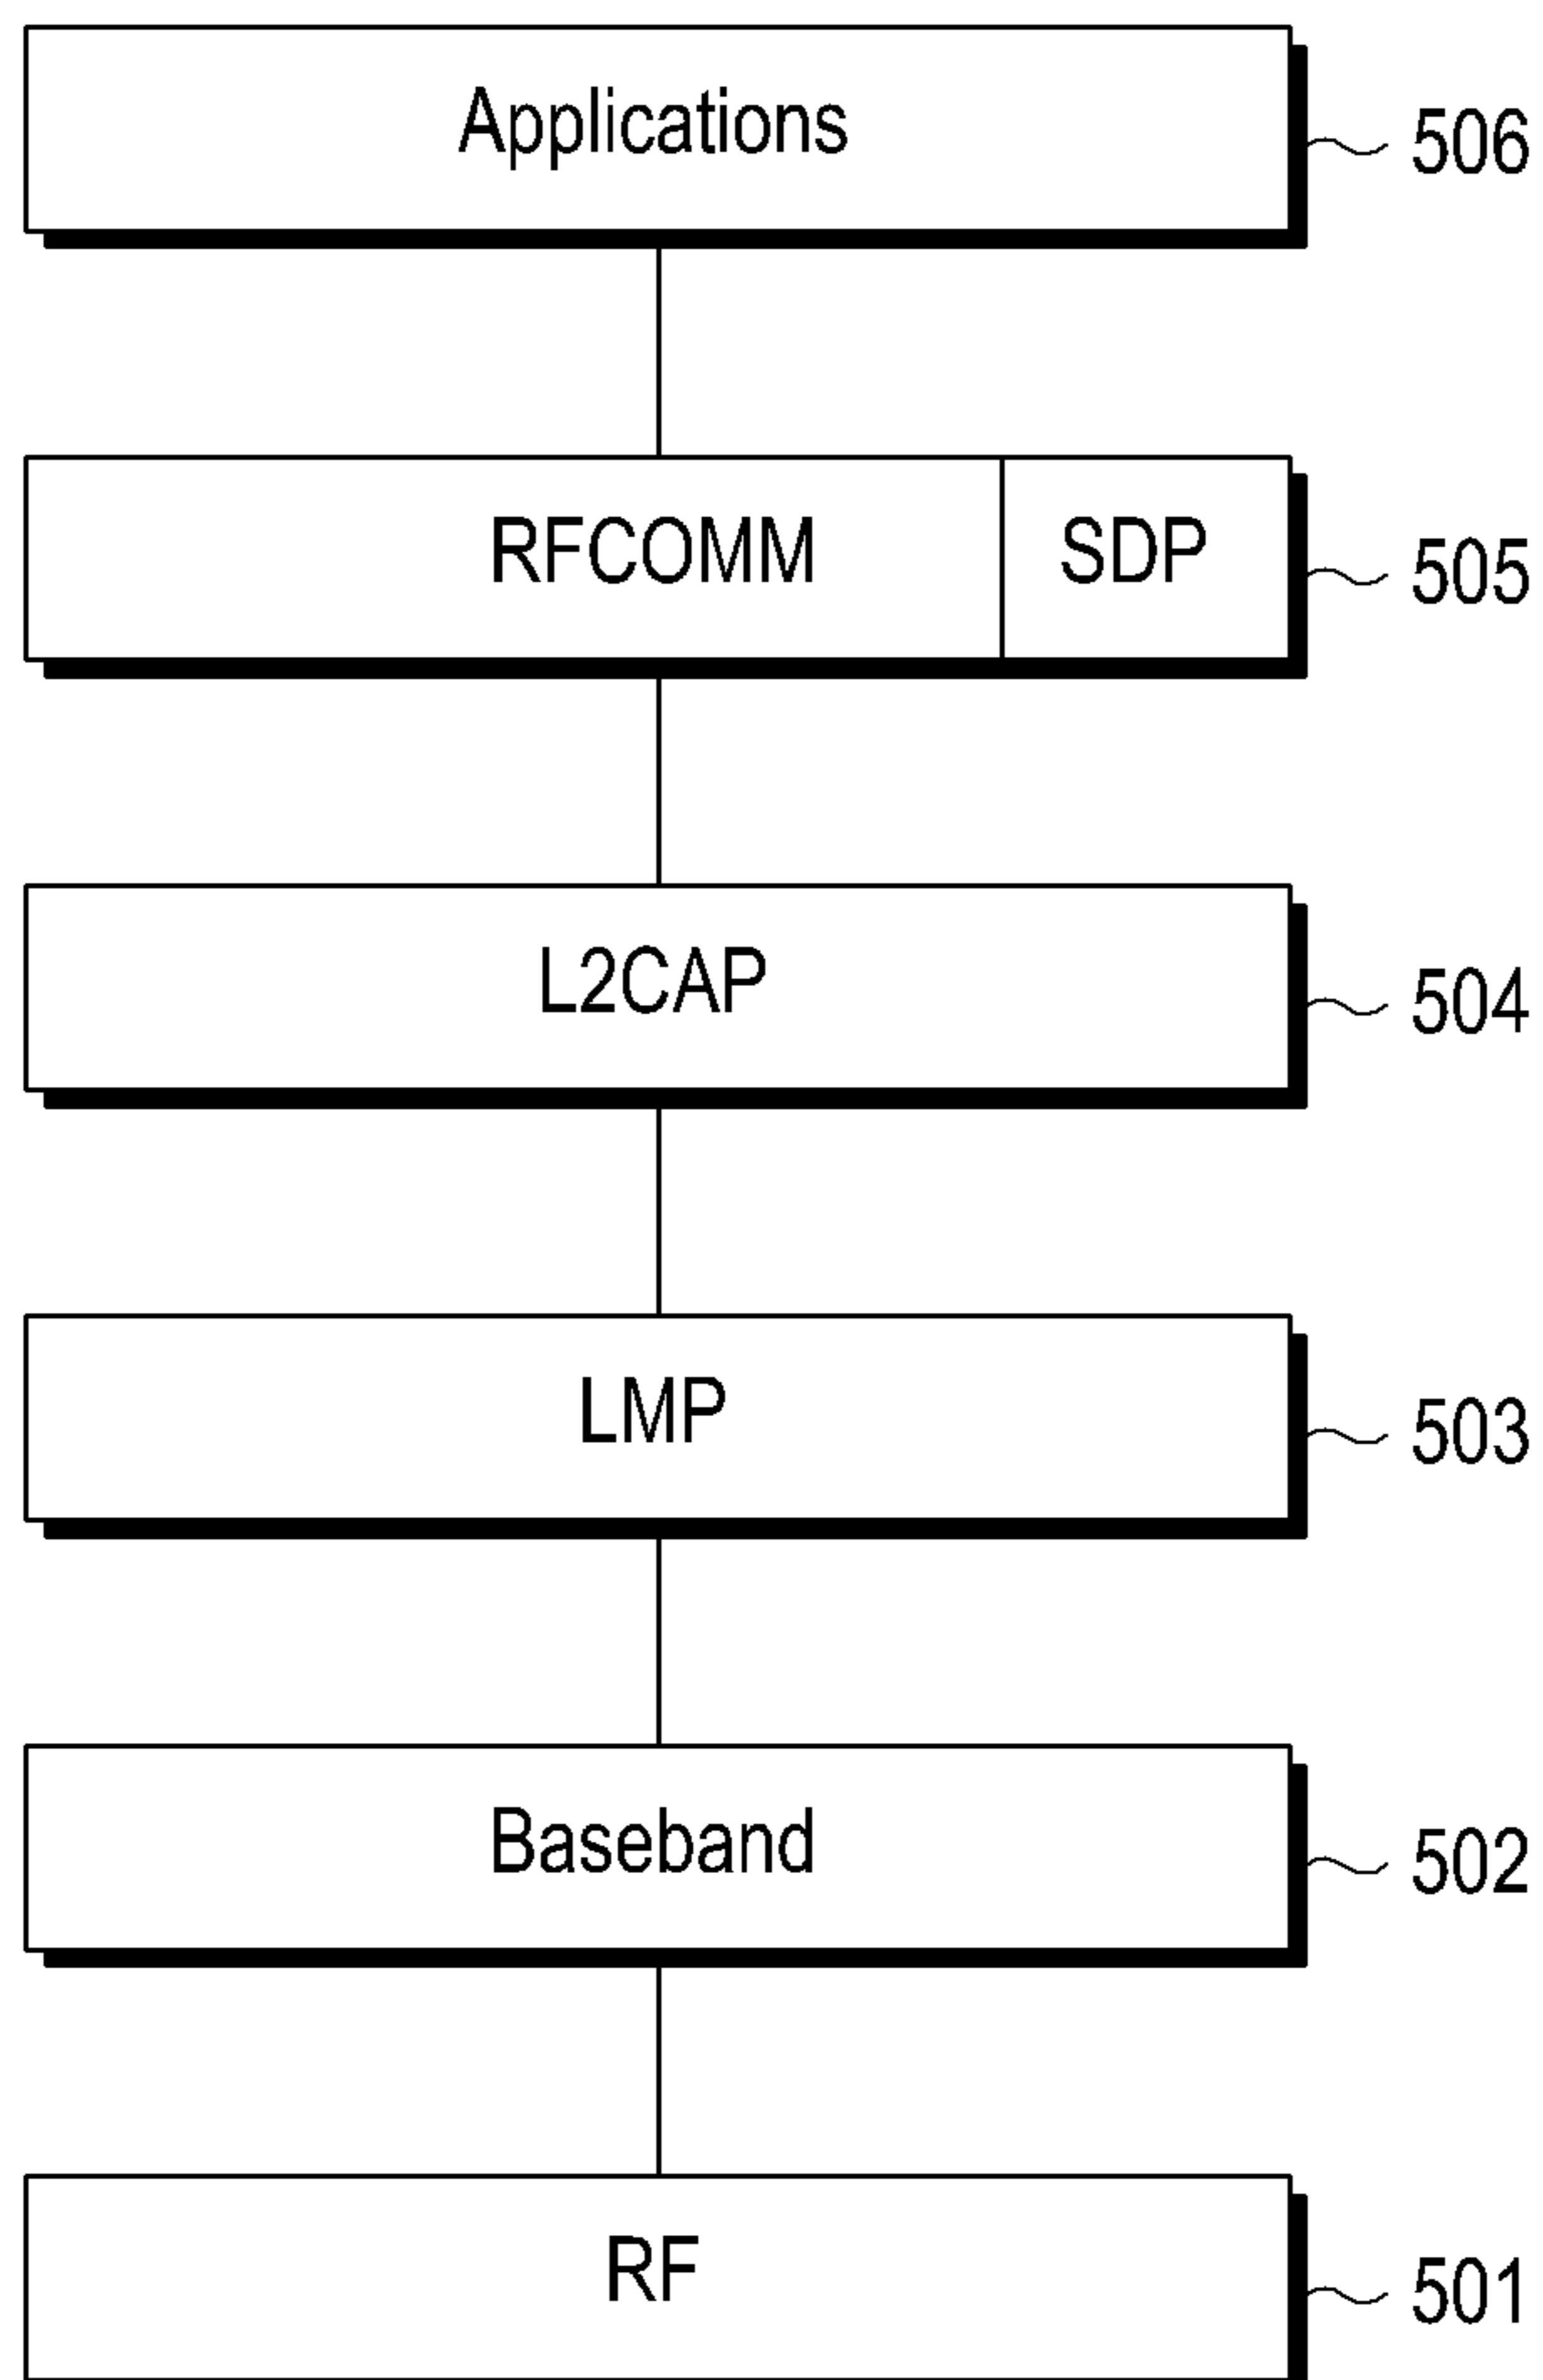 Applications 506
RFCOMM SDP 505
L2CAP 504
LMP 503
Baseband 502
RF 501